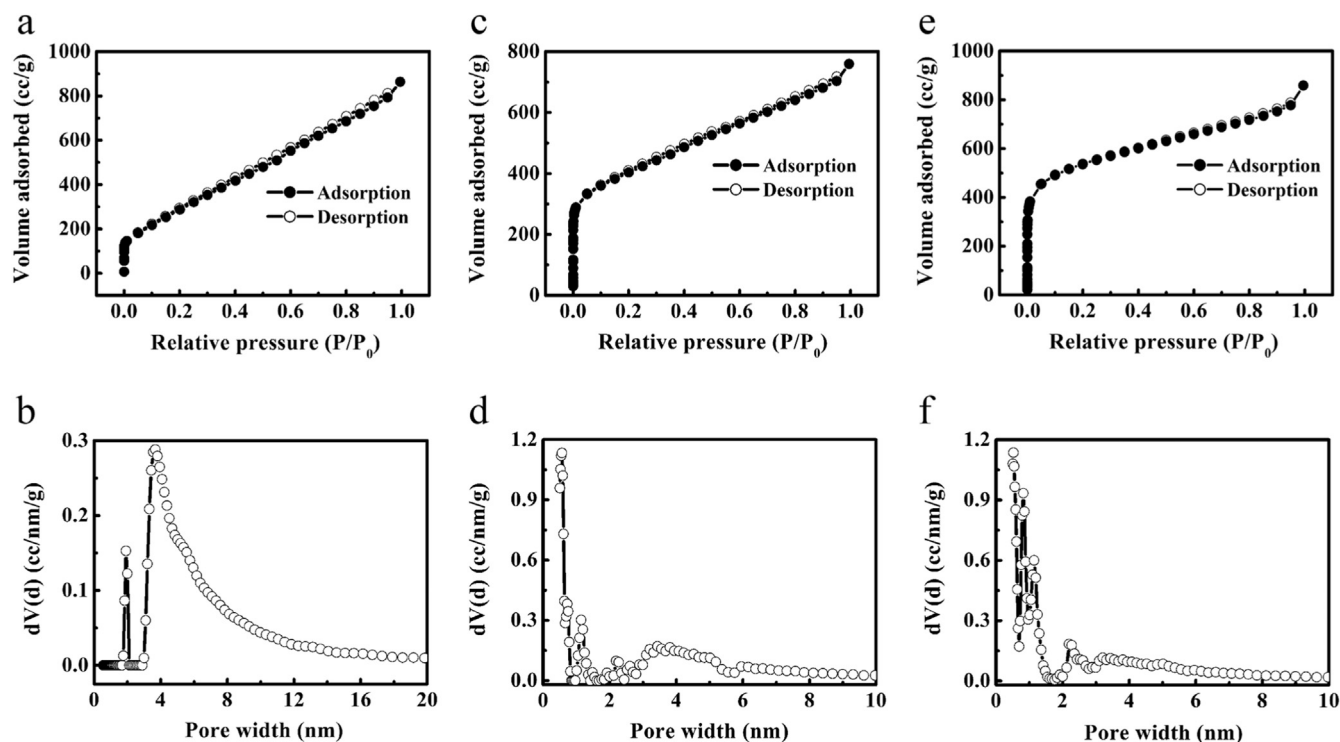 a
1000
800
600
400
200
0
Volume adsorbed (cc/g)
Adsorption
Desorption
0.0 0.2 0.4 0.6 0.8 1.0
Relative pressure (P/P0)
c
800
600
400
200
0
Volume adsorbed (cc/g)
Adsorption
Desorption
0.0 0.2 0.4 0.6 0.8 1.0
Relative pressure (P/P0)
e
1000
800
600
400
200
0
Volume adsorbed (cc/g)
Adsorption
Desorption
0.0 0.2 0.4 0.6 0.8 1.0
Relative pressure (P/P0)
b
0.3
0.2
0.1
0.0
dV(d) (cc/nm/g)
0 4 8 12 16 20
Pore width (nm)
d
1.2
0.9
0.6
0.3
0.0
dV(d) (cc/nm/g)
0 2 4 6 8 10
Pore width (nm)
f
1.2
0.9
0.6
0.3
0.0
dV(d) (cc/nm/g)
0 2 4 6 8 10
Pore width (nm)